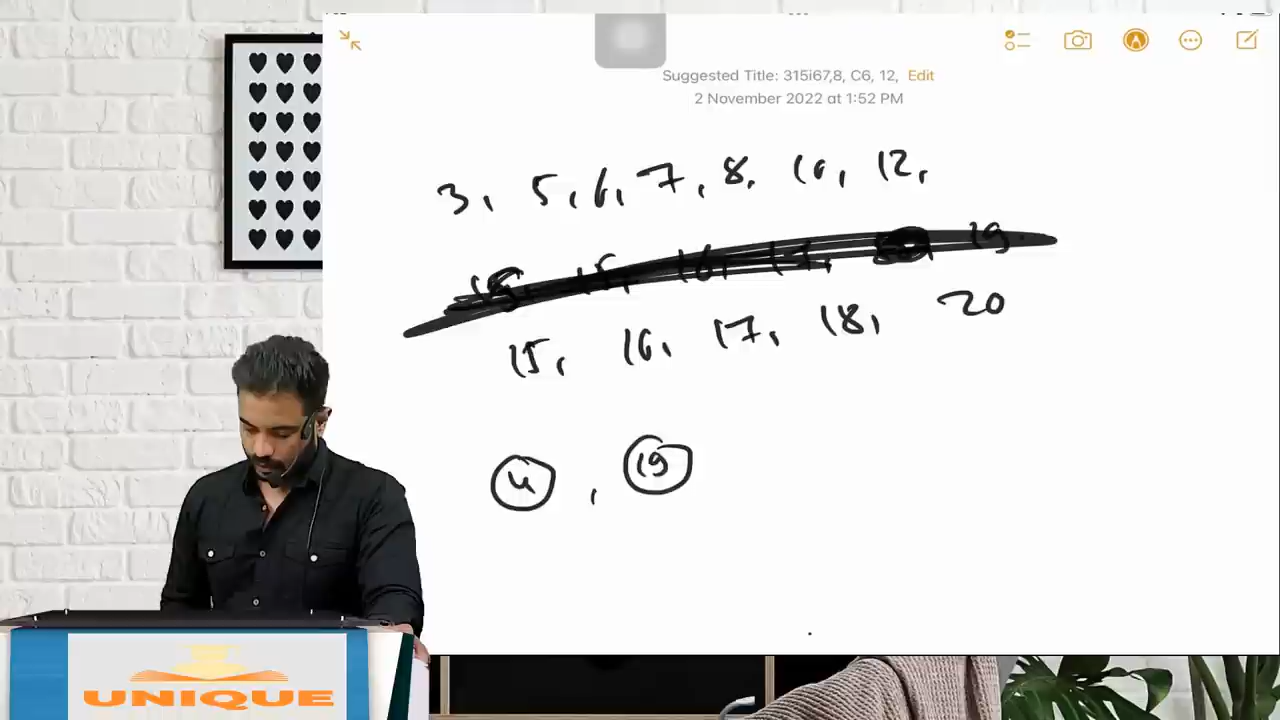 Suggested Title: 315i67,8, C6, 12, Edit
2 November 2022 at 1:52 PM
3, 5, 6, 7, 8, 10, 12,
19
15, 16, 17, 18, 20
4, 19
UNIQUE